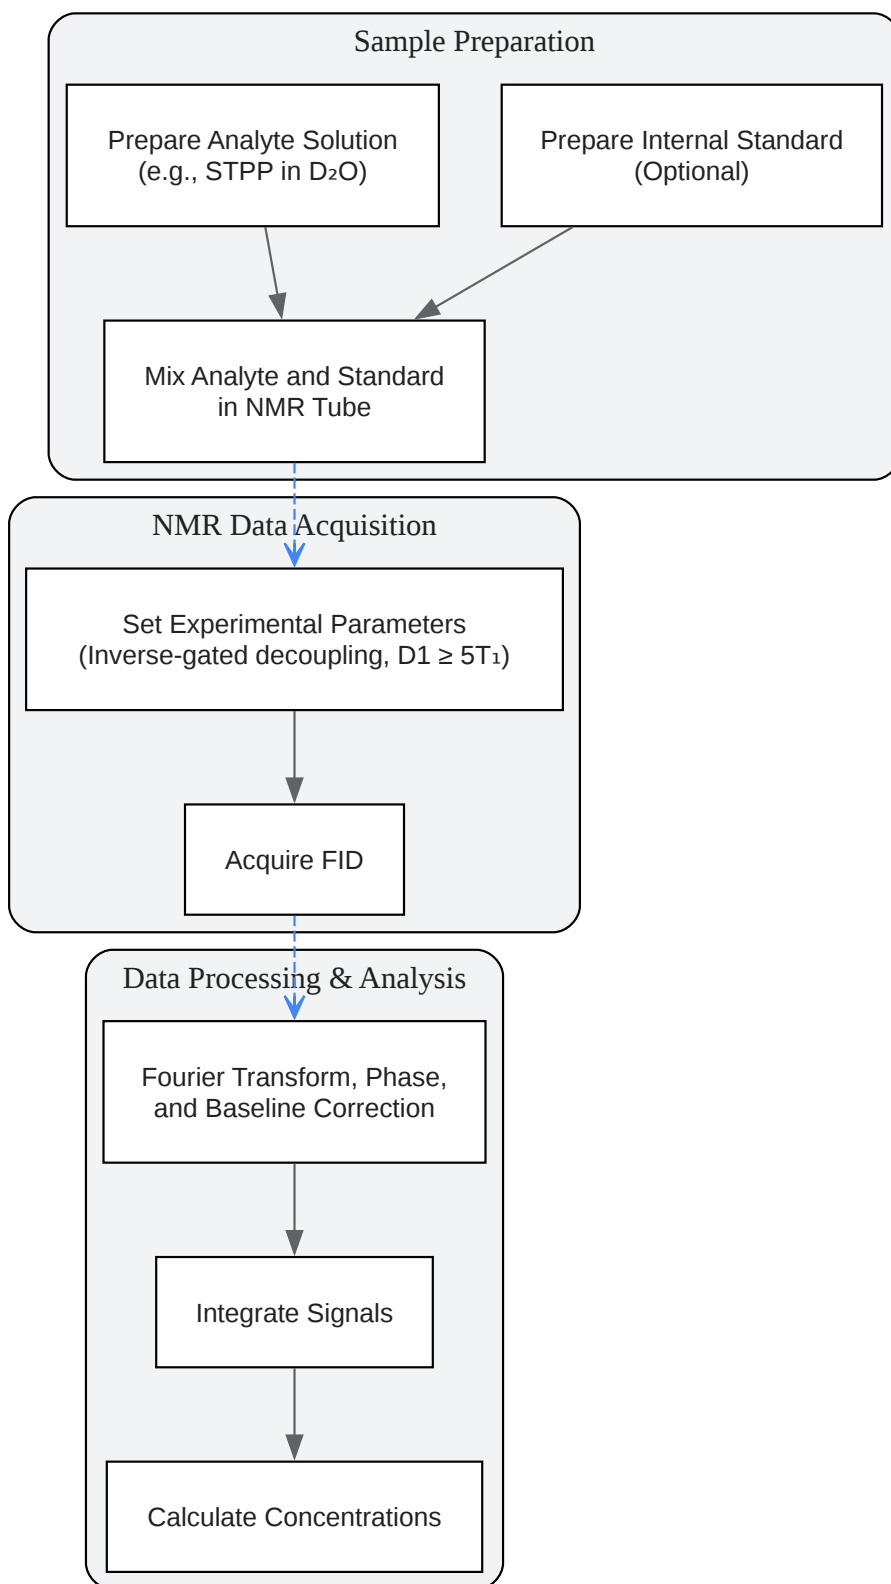 Sample Preparation
Prepare Analyte Solution
(e.g., STPP in D₂O)
Prepare Internal Standard
(Optional)
Mix Analyte and Standard
in NMR Tube
NMR Data Acquisition
Set Experimental Parameters
(Inverse-gated decoupling, D1 ≥ 5T₁)
Acquire FID
Data Processing & Analysis
Fourier Transform, Phase,
and Baseline Correction
Integrate Signals
Calculate Concentrations